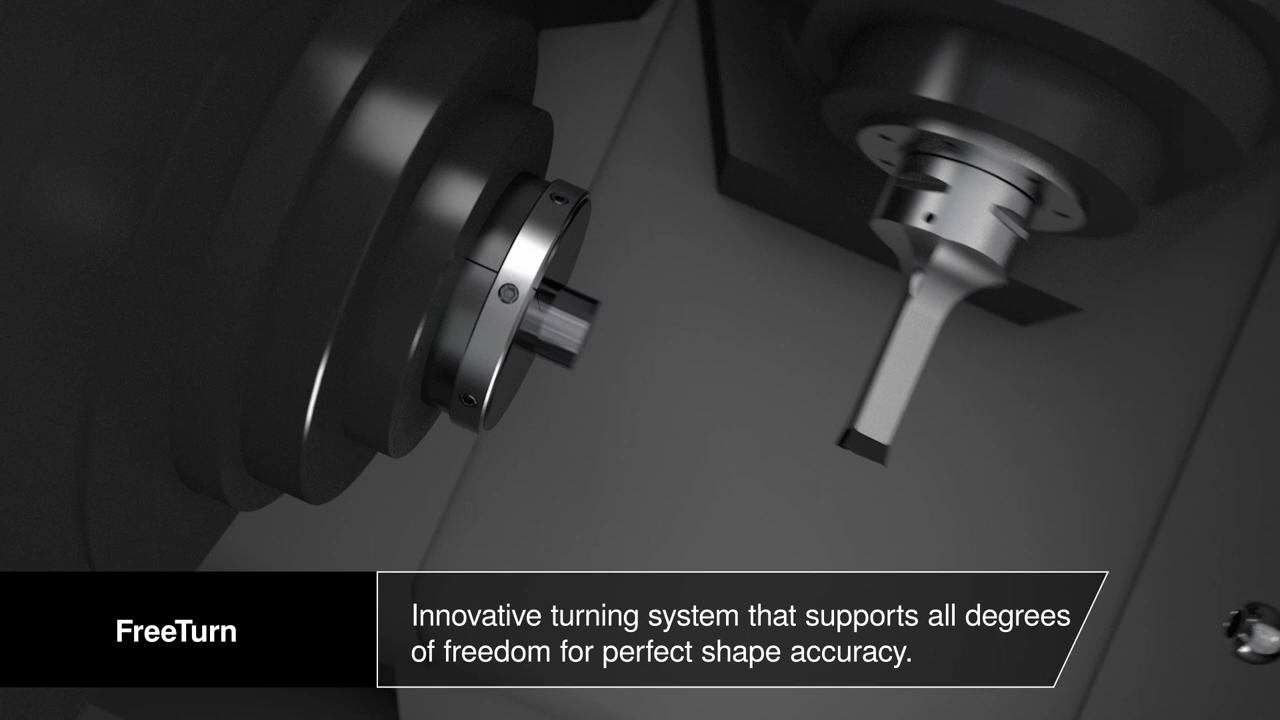 FreeTurn
Innovative turning system that supports all degrees
of freedom for perfect shape accuracy.